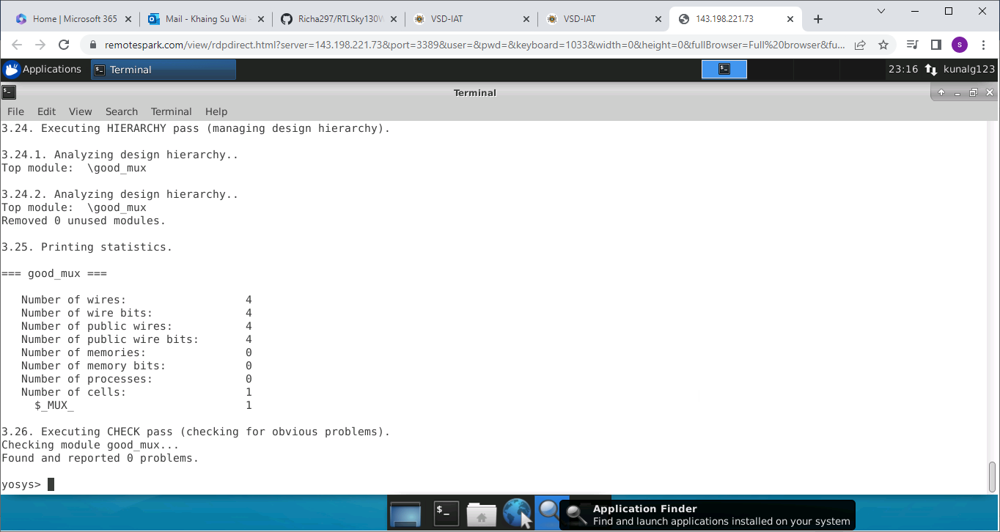 Home | Microsoft 365
Mail - Khaing Su Wai -
Richa297/RTLSky130W
VSD-IAT
VSD-IAT
143.198.221.73
remotespark.com/view/rdpdirect.html?server=143.198.221.73&port=3389&user=&pwd=&keyboard=1033&width=0&height=0&fullBrowser=Full%20browser&fu...
S
Applications
Terminal
23:16
kunalg123
Terminal
File Edit View Search Terminal Help
3.24. Executing HIERARCHY pass (managing design hierarchy).
3.24.1. Analyzing design hierarchy..
Top module:  \good_mux
3.24.2. Analyzing design hierarchy..
Top module:  \good_mux
Removed 0 unused modules.
3.25. Printing statistics.
=== good_mux ===
Number of wires: 4
Number of wire bits: 4
Number of public wires: 4
Number of public wire bits: 4
Number of memories: 0
Number of memory bits: 0
Number of processes: 0
Number of cells: 1
$_MUX_ 1
3.26. Executing CHECK pass (checking for obvious problems).
Checking module good_mux...
Found and reported 0 problems.
yosys>
Application Finder
Find and launch applications installed on your system